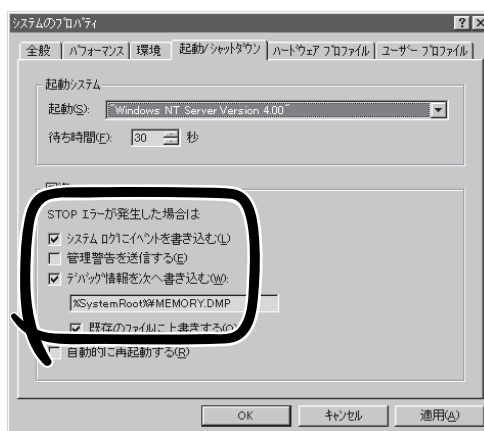 システムのプロパティ
全般 パフォーマンス 環境 起動/シャットダウン ハードウェア プロファイル ユーザー プロファイル
起動システム
起動(S): "Windows NT Server Version 4.00"
待ち時間(F): 30 秒
STOP エラーが発生した場合は
システム ログにイベントを書き込む(L)
管理警告を送信する(E)
デバッグ情報を次へ書き込む(W):
%SystemRoot%¥MEMORY.DMP
既存のファイルに上書きする(O)
自動的に再起動する(R)
OK キャンセル 適用(A)